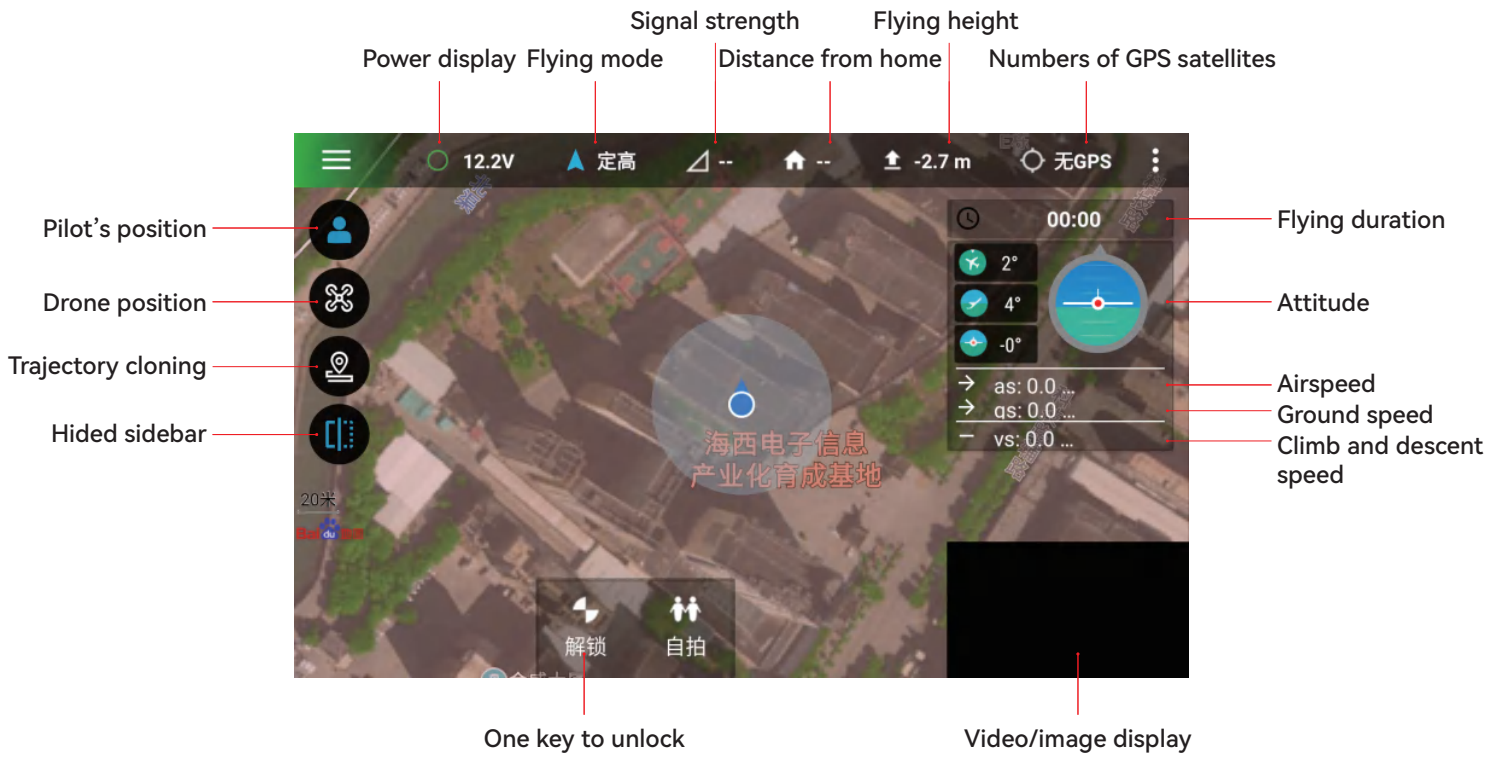 Signal strength
Flying height
Power display
Flying mode
Distance from home
Numbers of GPS satellites
12.2V
定高
--
--
-2.7 m
无GPS
Pilot’s position
Drone position
Trajectory cloning
Hided sidebar
00:00
2°
4°
-0°
as: 0.0 ...
gs: 0.0 ...
vs: 0.0 ...
Flying duration
Attitude
Airspeed
Ground speed
Climb and descent
speed
海西电子信息
产业化育成基地
20米
解锁
自拍
One key to unlock
Video/image display